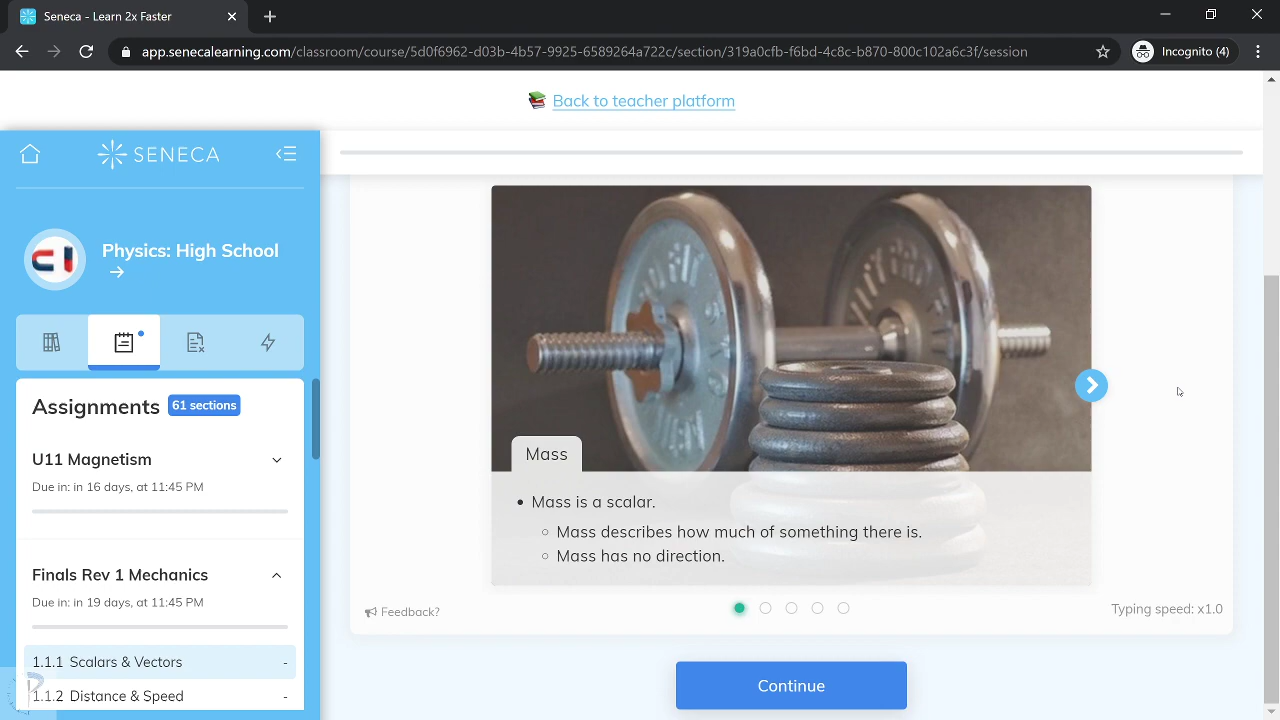 Seneca - Learn 2x Faster
app.senecalearning.com/classroom/course/5d0f6962-d03b-4b57-9925-6589264a722c/section/319a0cfb-f6bd-4c8c-b870-800c102a6c3f/session
Incognito (4)
Back to teacher platform
SENECA
Physics: High School
Assignments 61 sections
U11 Magnetism
Due in: in 16 days, at 11:45 PM
Finals Rev 1 Mechanics
Due in: in 19 days, at 11:45 PM
1.1.1 Scalars & Vectors -
1.1.2 Distance & Speed -
Mass
• Mass is a scalar.
○ Mass describes how much of something there is.
○ Mass has no direction.
Feedback?
Typing speed: x1.0
Continue